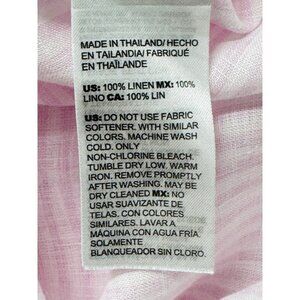 MADE IN THAILAND/ HECHO
EN TAILANDIA/ FABRIQUÉ
EN THAÏLANDE
US: 100% LINEN MX: 100%
LINO CA: 100% LIN
US: DO NOT USE FABRIC
SOFTENER. WITH SIMILAR
COLORS. MACHINE WASH
COLD. ONLY
NON-CHLORINE BLEACH.
TUMBLE DRY LOW. WARM
IRON. REMOVE PROMPTLY
AFTER WASHING. MAY BE
DRY CLEANED MX: NO
USAR SUAVIZANTE DE
TELAS. CON COLORES
SIMILARES. LAVAR A
MÁQUINA CON AGUA FRÍA.
SOLAMENTE
BLANQUEADOR SIN CLORO.